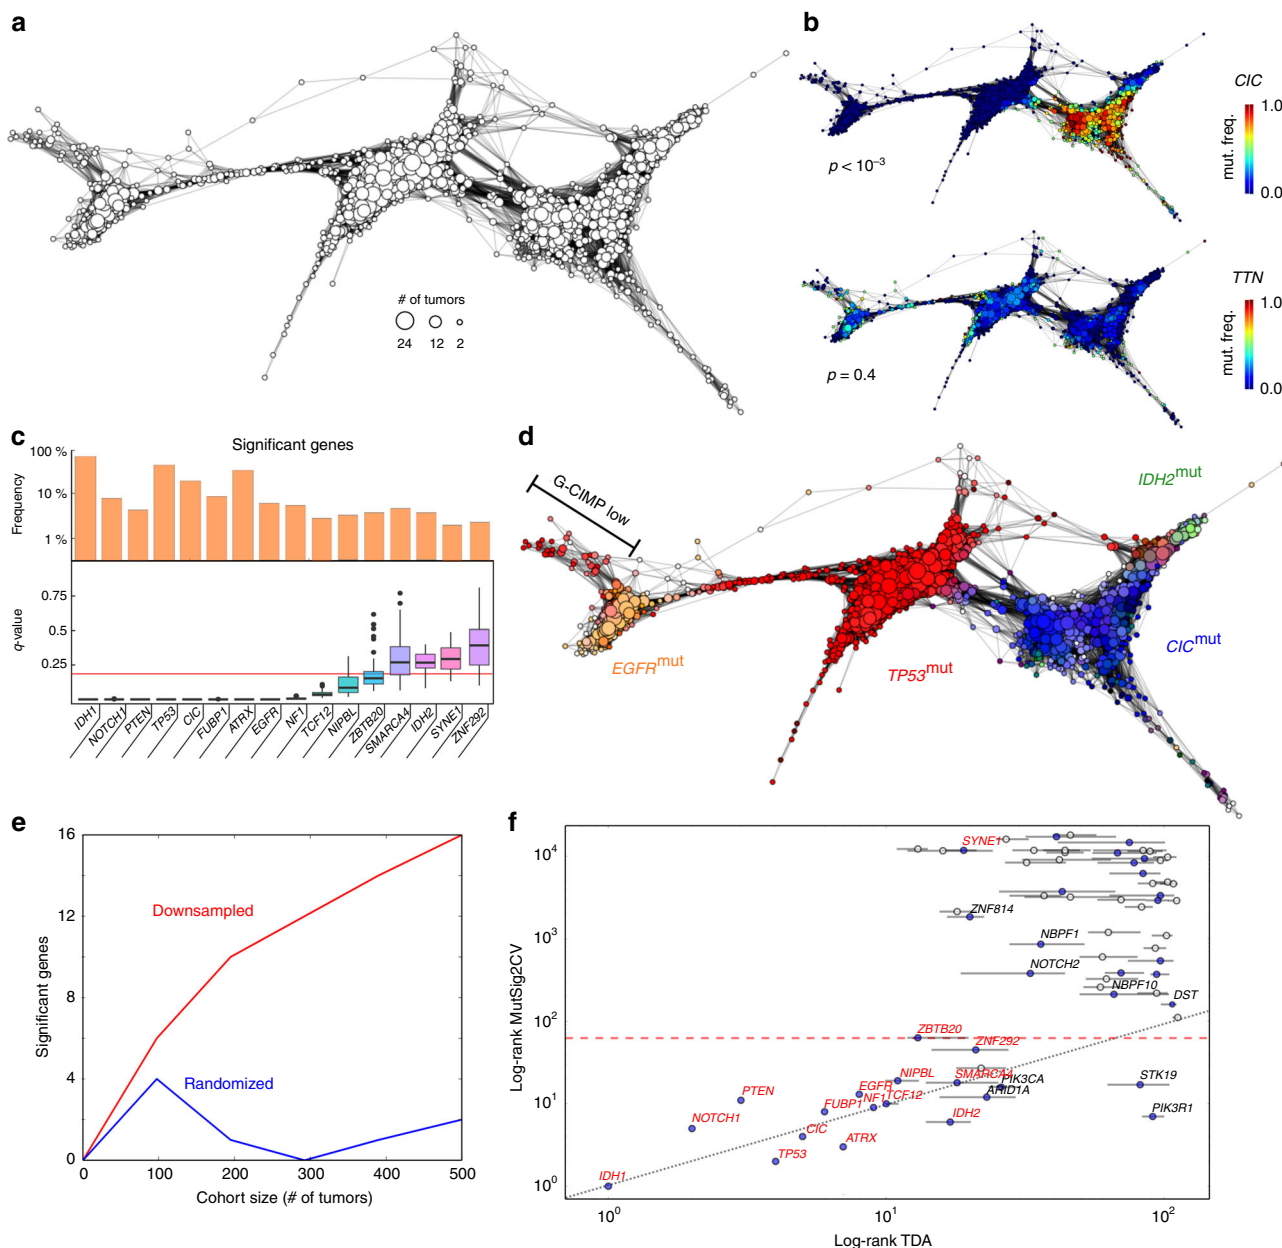 a
# of tumors
24 12 2
b
CIC
1.0
mut. freq.
0.0
p < 10⁻³
TTN
1.0
mut. freq.
0.0
p = 0.4
c
Significant genes
100 %
10 %
1 %
Frequency
0.75
0.5
0.25
q-value
IDH1
NOTCH1
PTEN
TP53
CIC
FUBP1
ATRX
EGFR
NF1
TCF12
NIPBL
ZBTB20
SMARCA4
IDH2
SYNE1
ZNF292
d
G-CIMP low
IDH2mut
EGFRmut
TP53mut
CICmut
e
16
12
8
4
0
Significant genes
Downsampled
Randomized
0 100 200 300 400 500
Cohort size (# of tumors)
f
10⁴
10³
10²
10¹
10⁰
Log-rank MutSig2CV
SYNE1
ZNF814
NBPF1
NOTCH2
NBPF10
DST
ZBTB20
ZNF292
NIPBL
SMARCA4
PIK3CA
STK19
PTEN
EGFR
NF1
TCF12
ARID1A
FUBP1
NOTCH1
IDH2
PIK3R1
CIC
ATRX
TP53
IDH1
10⁰ 10¹ 10²
Log-rank TDA